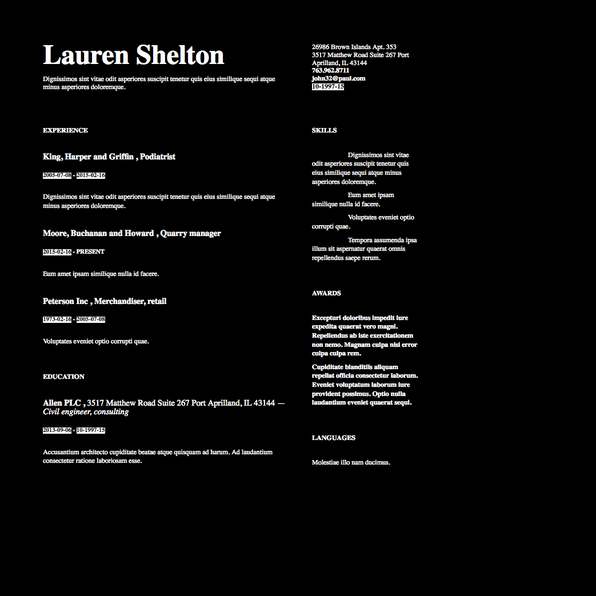 Lauren Shelton
Dignissimos sint vitae odit asperiores suscipit tenetur quis eius similique sequi atque
minus asperiores doloremque.
26986 Brown Islands Apt. 353
3517 Matthew Road Suite 267 Port
Aprilland, IL 43144
763.962.8711
john32@paul.com
10-1997-15
EXPERIENCE
King, Harper and Griffin , Podiatrist
2005-07-08 - 2015-02-16
Dignissimos sint vitae odit asperiores suscipit tenetur quis eius similique sequi atque
minus asperiores doloremque.
Moore, Buchanan and Howard , Quarry manager
2015-02-16 - PRESENT
Eum amet ipsam similique nulla id facere.
Peterson Inc , Merchandiser, retail
1973-02-16 - 2005-07-08
Voluptates eveniet optio corrupti quae.
EDUCATION
Allen PLC , 3517 Matthew Road Suite 267 Port Aprilland, IL 43144 —
Civil engineer, consulting
2013-09-06 - 10-1997-15
Accusantium architecto cupiditate beatae atque quisquam ad harum. Ad laudantium
consectetur ratione laboriosam esse.
SKILLS
Dignissimos sint vitae
odit asperiores suscipit tenetur quis
eius similique sequi atque minus
asperiores doloremque.
Eum amet ipsam
similique nulla id facere.
Voluptates eveniet optio
corrupti quae.
Tempora assumenda ipsa
illum sit aspernatur quaerat omnis
repellendus saepe rerum.
AWARDS
Excepturi doloribus impedit iure
expedita quaerat vero magni.
Repellendus ab iste exercitationem
non nemo. Magnam culpa nisi error
culpa culpa rem.
Cupiditate blanditiis aliquam
repellat officia consectetur laborum.
Eveniet voluptatum laborum iure
provident possimus. Optio nulla
laudantium eveniet quaerat sequi.
LANGUAGES
Molestiae illo nam ducimus.